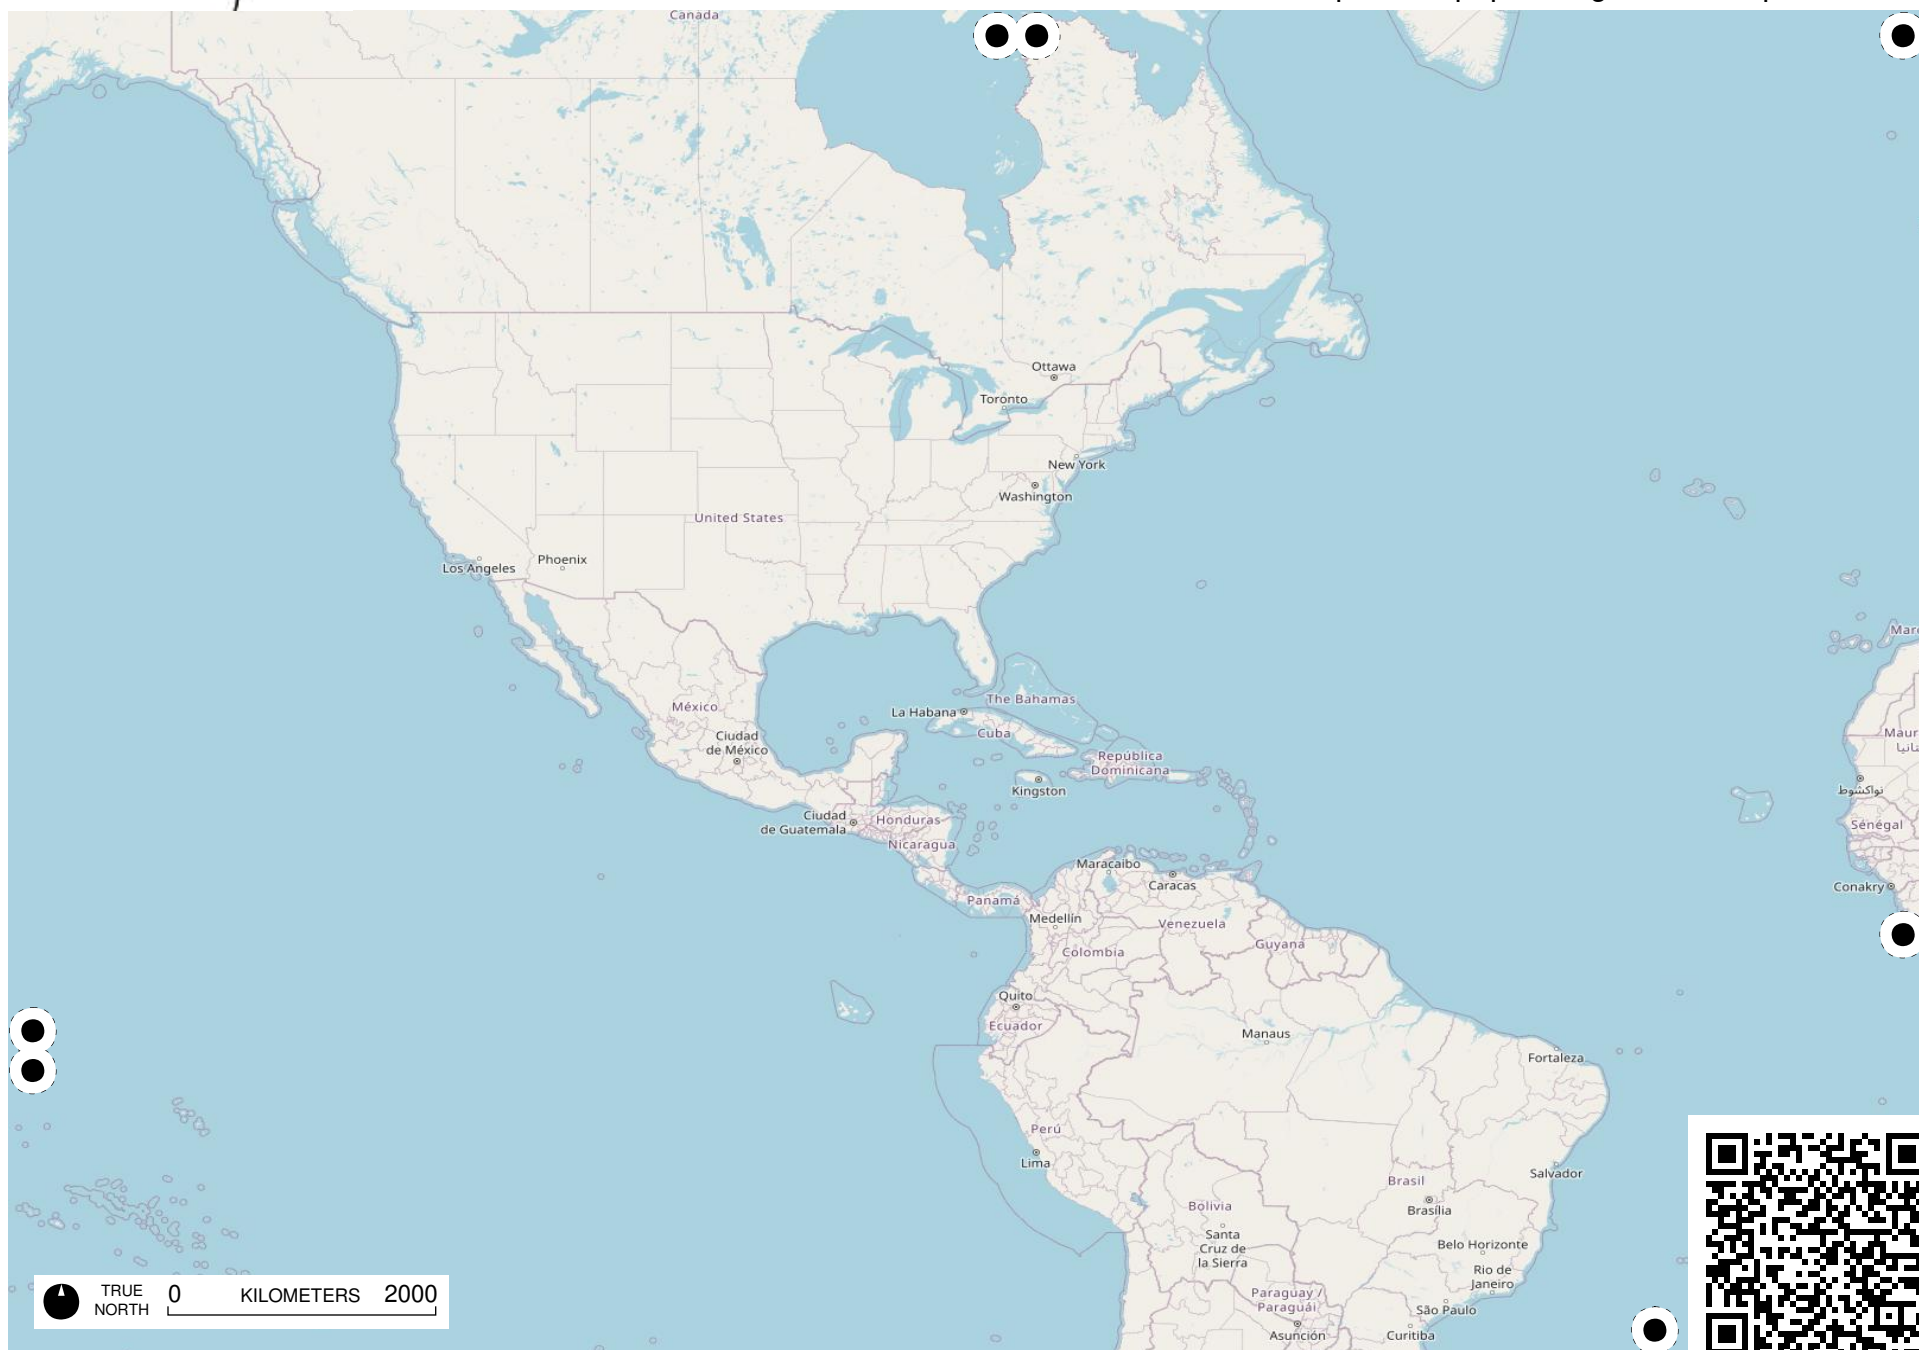 Canada
Ottawa
Toronto
New York
Washington
United States
Los Angeles
Phoenix
México
Ciudad
de México
La Habana
The Bahamas
Cuba
República
Dominicana
Kingston
Ciudad
de Guatemala
Honduras
Nicaragua
نواكشوط
Sénégal
Conakry
Maracaibo
Caracas
Panamá
Medellín
Venezuela
Guyana
Colombia
Quito
Ecuador
Manaus
Fortaleza
Perú
Lima
Salvador
Brasil
Brasília
Bolivia
Santa
Cruz de
la Sierra
Belo Horizonte
Rio de
Janeiro
Paraguay /
Paraguái
São Paulo
Asunción
Curitiba
TRUE
NORTH
0 KILOMETERS 2000